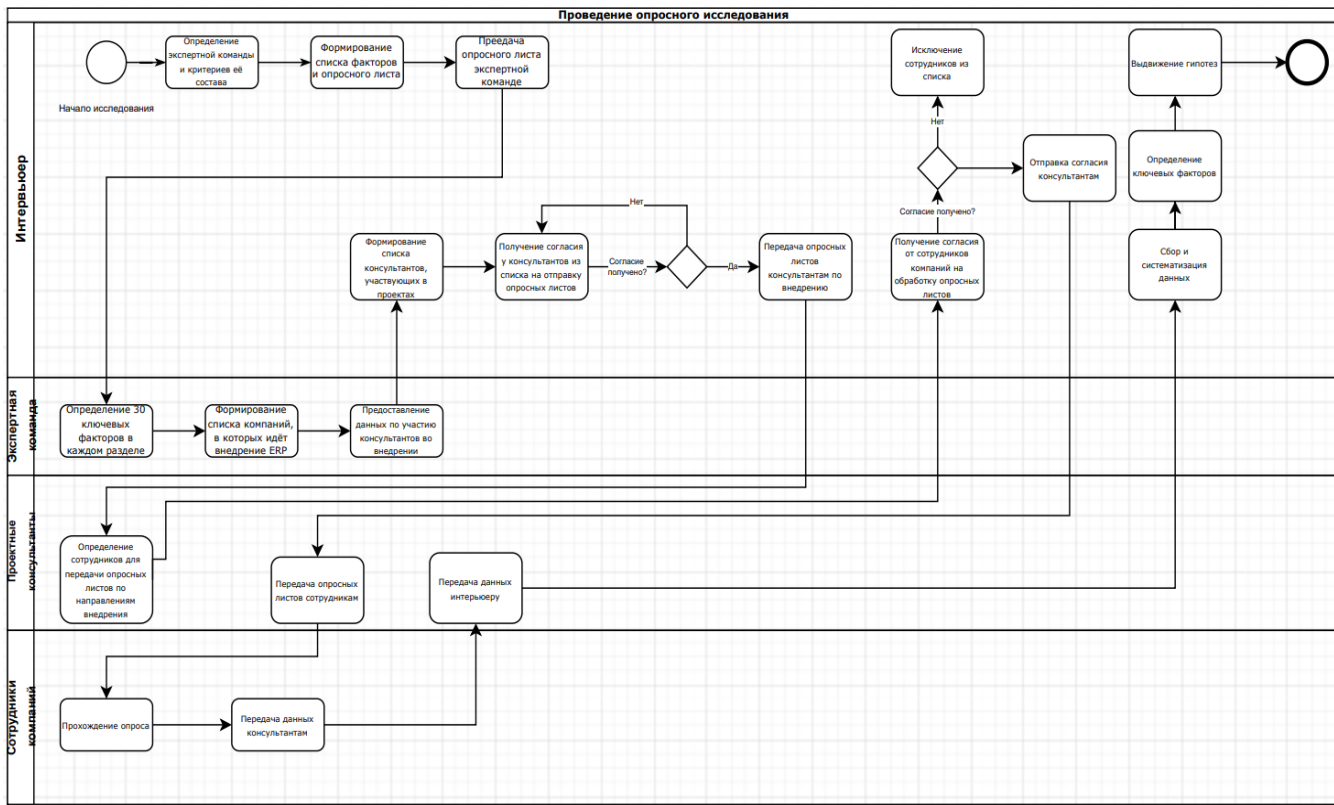 Проведение опросного исследования
Интервьюер
Начало исследования
Определение
экспертной команды
и критериев её
состава
Формирование
списка факторов
и опросного листа
Преедача
опросного листа
экспертной
команде
Формирование
списка
консультантов,
участвующих в
проектах
Получение согласия
у консультантов из
списка на отправку
опросных листов
Согласие
получено?
Нет
Да
Передача опросных
листов
консультантам по
внедрению
Исключение
сотрудников из
списка
Нет
Согласие получено?
Получение согласия
от сотрудников
компаний на
обработку опросных
листов
Отправка согласия
консультантам
Выдвижение гипотез
Определение
ключевых факторов
Сбор и
систематизация
данных
Экспертная
команда
Определение 30
ключевых
факторов в
каждом разделе
Формирование
списка компаний,
в которых идёт
внедрение ERP
Предоставление
данных по участию
консультантов во
внедрении
Проектные
консультанты
Определение
сотрудников для
передачи опросных
листов по
направлениям
внедрения
Передача опросных
листов сотрудникам
Передача данных
интерьюеру
Сотрудники
компаний
Прохождение опроса
Передача данных
консультантам